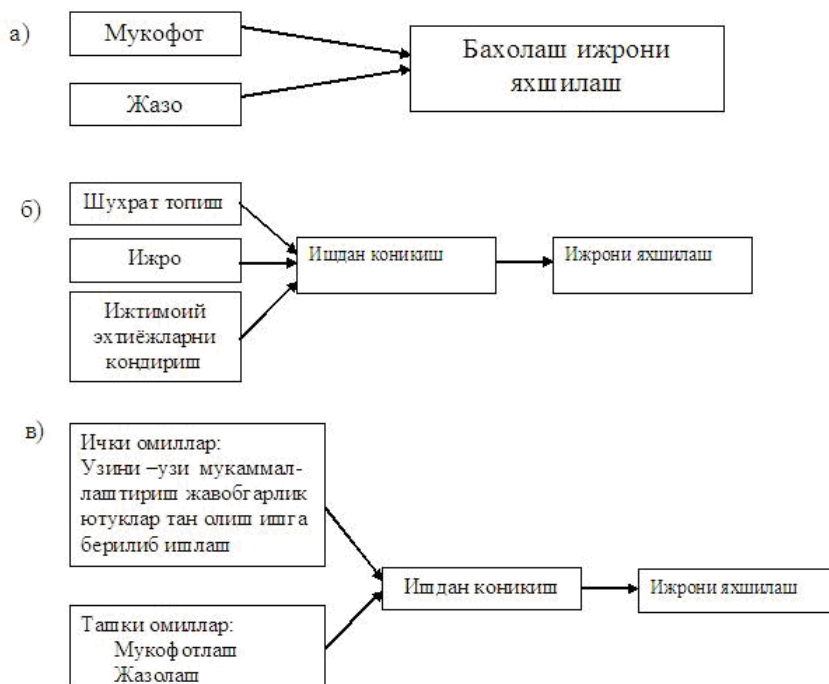 а)
Мукофот
Жазо
Бахолаш ижрони
яхшилаш
б)
Шухрат топиш
Ижро
Ижтимоий
эхтиёжларни
кондириш
Ишдан коникиш
Ижрони яхшилаш
в)
Ички омиллар:
Узини –узи мукаммал-
лаштириш жавобгарлик
ютуклар тан олиш ишга
берилиб ишлаш
Ташки омиллар:
Мукофотлаш
Жазолаш
Ишдан коникиш
Ижрони яхшилаш